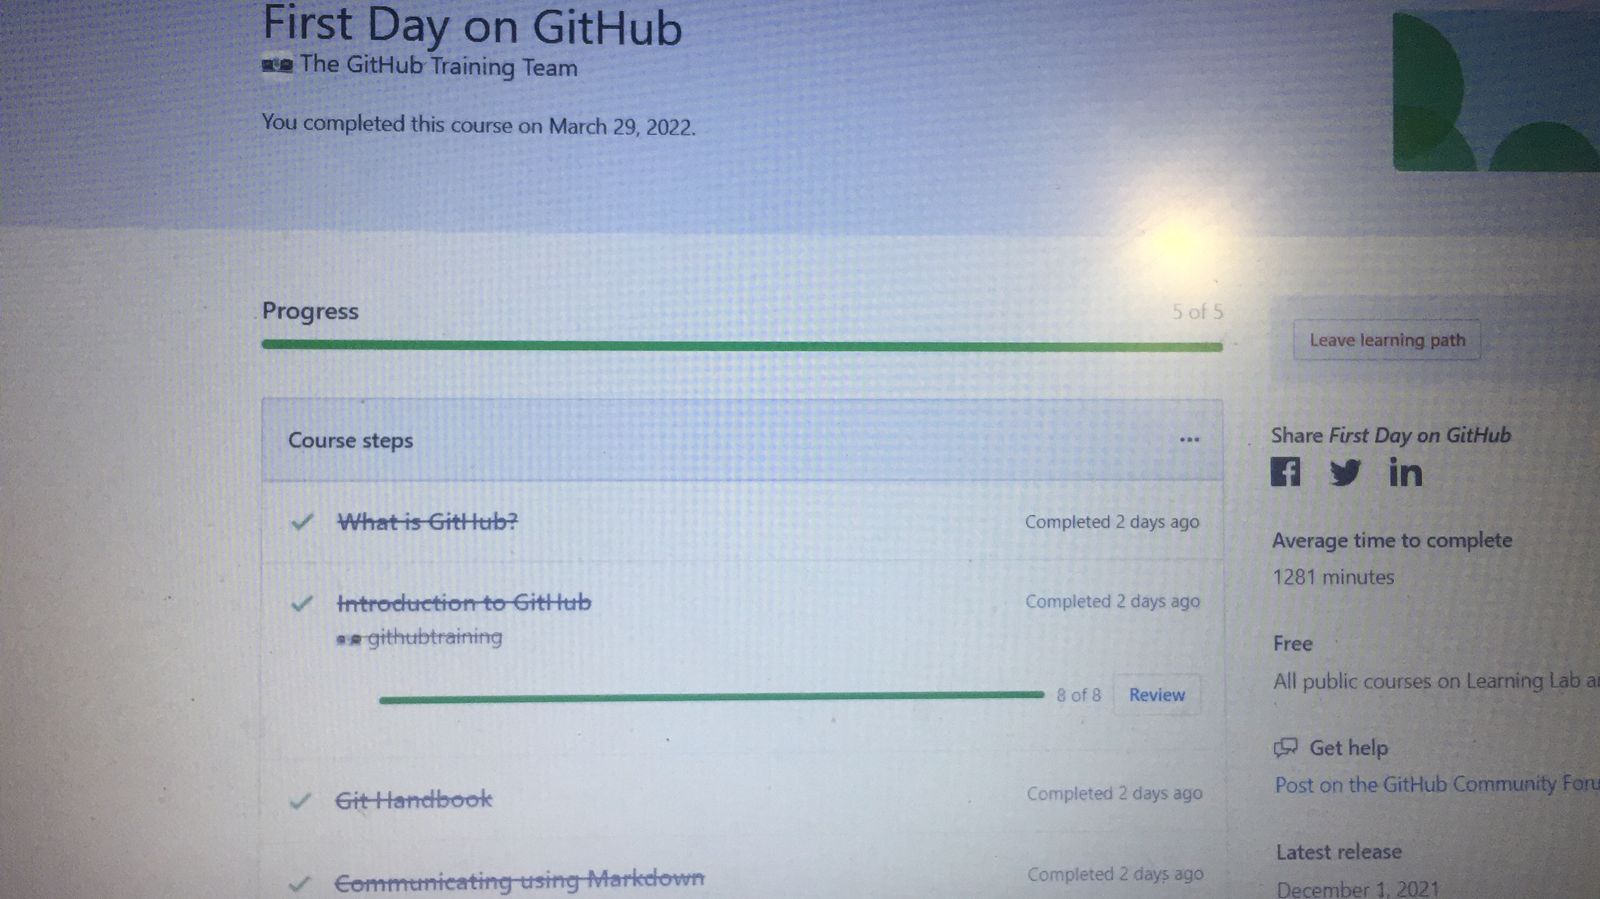 First Day on GitHub
The GitHub Training Team
You completed this course on March 29, 2022.
Progress
5 of 5
Leave learning path
Course steps
...
Share First Day on GitHub
What is GitHub?
Completed 2 days ago
Average time to complete
1281 minutes
Introduction to GitHub
Completed 2 days ago
githubtraining
Free
All public courses on Learning Lab
8 of 8
Review
Get help
Git Handbook
Completed 2 days ago
Post on the GitHub Community
Latest release
Communicating using Markdown
Completed 2 days ago
December 1, 2021